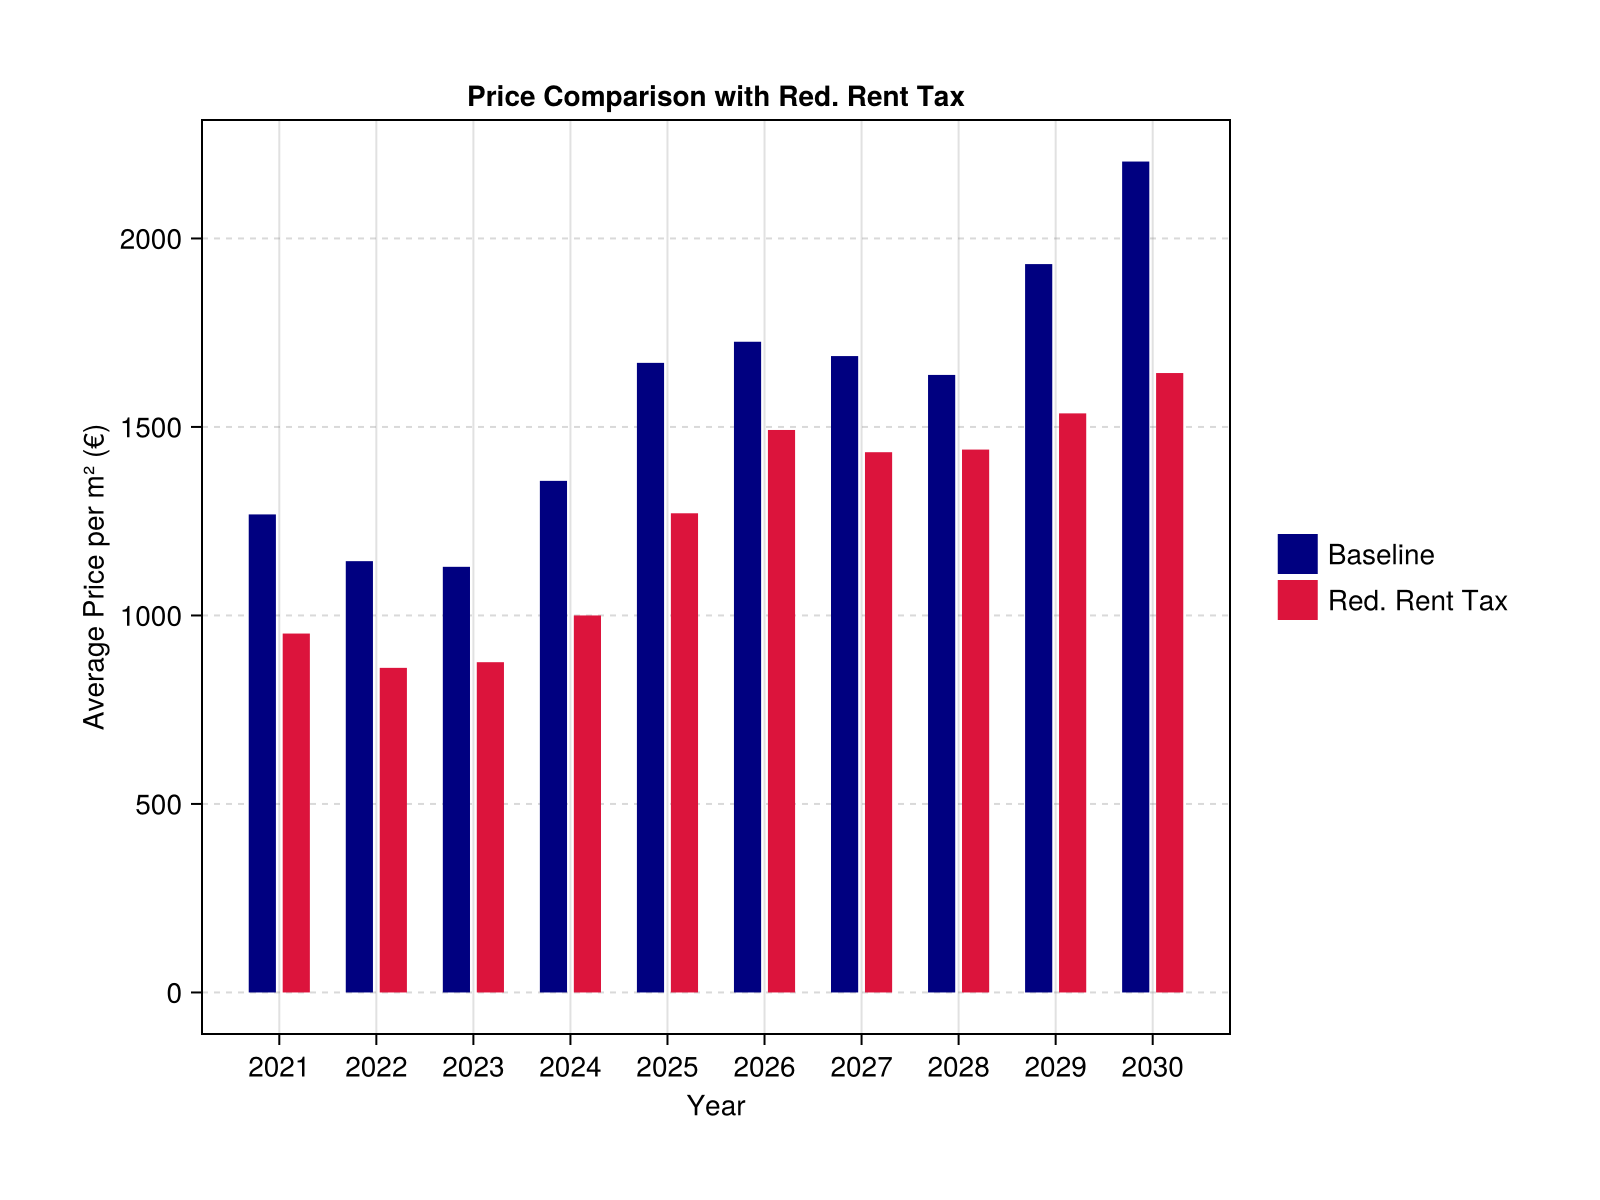 Price Comparison with Red. Rent Tax
Average Price per m² (€)
2000
1500
1000
500
0
2021 2022 2023 2024 2025 2026 2027 2028 2029 2030
Year
Baseline
Red. Rent Tax